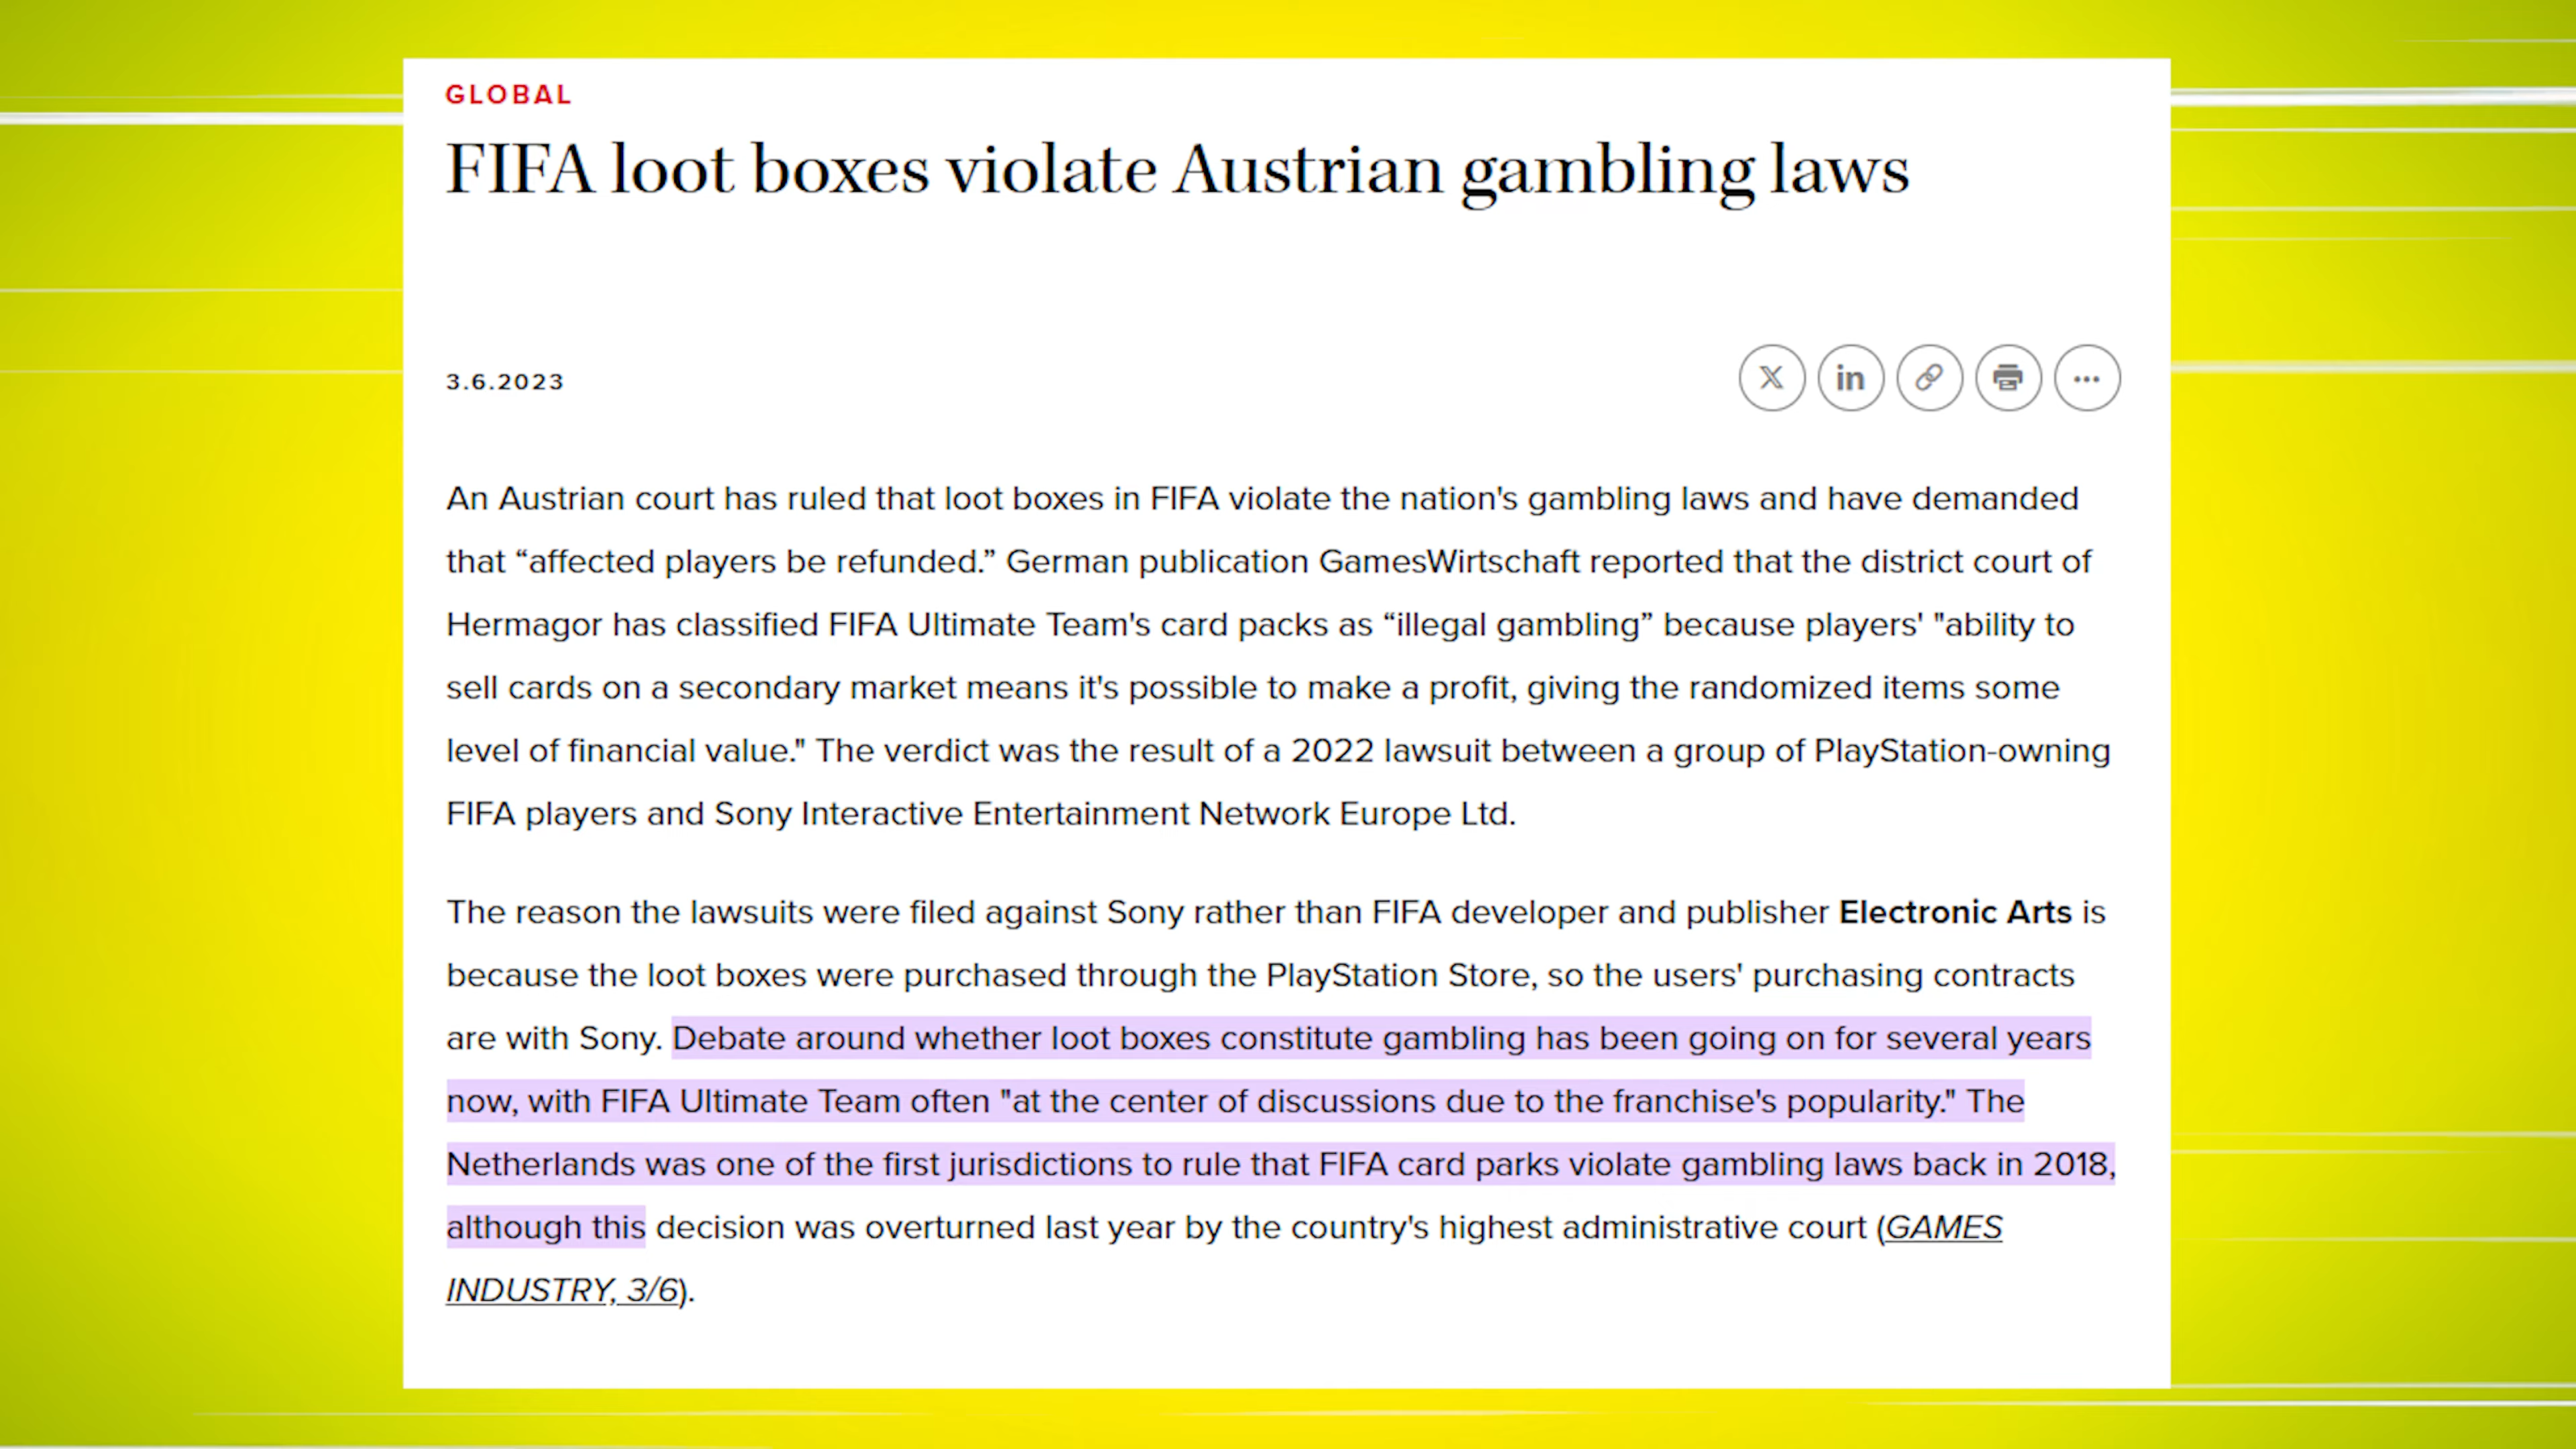 GLOBAL
FIFA loot boxes violate Austrian gambling laws
3.6.2023
X in
An Austrian court has ruled that loot boxes in FIFA violate the nation's gambling laws and have demanded
that “affected players be refunded.” German publication GamesWirtschaft reported that the district court of
Hermagor has classified FIFA Ultimate Team's card packs as “illegal gambling” because players' "ability to
sell cards on a secondary market means it's possible to make a profit, giving the randomized items some
level of financial value." The verdict was the result of a 2022 lawsuit between a group of PlayStation-owning
FIFA players and Sony Interactive Entertainment Network Europe Ltd.
The reason the lawsuits were filed against Sony rather than FIFA developer and publisher Electronic Arts is
because the loot boxes were purchased through the PlayStation Store, so the users' purchasing contracts
are with Sony. Debate around whether loot boxes constitute gambling has been going on for several years
now, with FIFA Ultimate Team often "at the center of discussions due to the franchise's popularity." The
Netherlands was one of the first jurisdictions to rule that FIFA card parks violate gambling laws back in 2018,
although this decision was overturned last year by the country's highest administrative court (GAMES
INDUSTRY, 3/6).